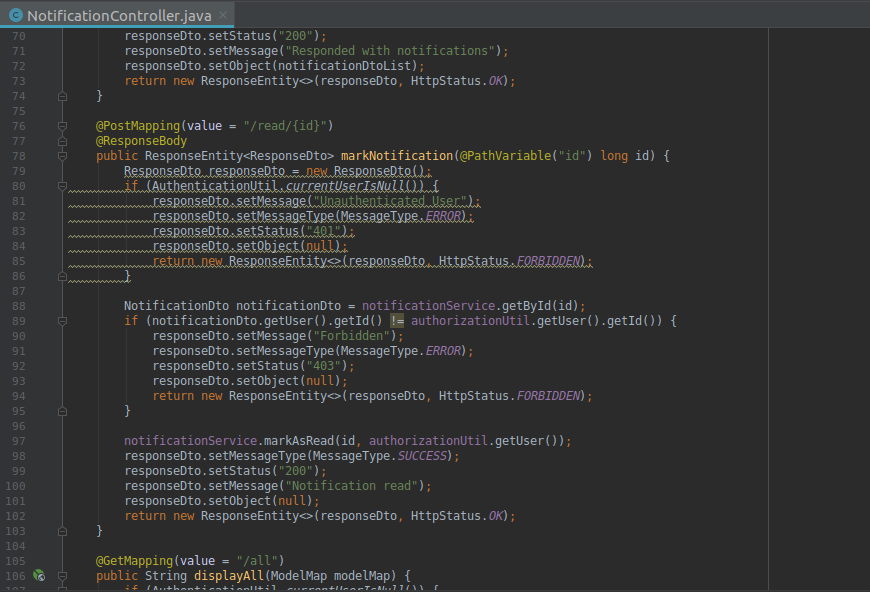 NotificationController.java
70 responseDto.setStatus("200");
71 responseDto.setMessage("Responded with notifications");
72 responseDto.setObject(notificationDtoList);
73 return new ResponseEntity<>(responseDto, HttpStatus.OK);
74 }
75
76 @PostMapping(value = "/read/{id}")
77 @ResponseBody
78 public ResponseEntity<ResponseDto> markNotification(@PathVariable("id") long id) {
79 ResponseDto responseDto = new ResponseDto();
80 if (AuthenticationUtil.currentUserIsNull()) {
81 responseDto.setMessage("Unauthenticated User");
82 responseDto.setMessageType(MessageType.ERROR);
83 responseDto.setStatus("401");
84 responseDto.setObject(null);
85 return new ResponseEntity<>(responseDto, HttpStatus.FORBIDDEN);
86 }
87
88 NotificationDto notificationDto = notificationService.getById(id);
89 if (notificationDto.getUser().getId() != authorizationUtil.getUser().getId()) {
90 responseDto.setMessage("Forbidden");
91 responseDto.setMessageType(MessageType.ERROR);
92 responseDto.setStatus("403");
93 responseDto.setObject(null);
94 return new ResponseEntity<>(responseDto, HttpStatus.FORBIDDEN);
95 }
96
97 notificationService.markAsRead(id, authorizationUtil.getUser());
98 responseDto.setMessageType(MessageType.SUCCESS);
99 responseDto.setStatus("200");
100 responseDto.setMessage("Notification read");
101 responseDto.setObject(null);
102 return new ResponseEntity<>(responseDto, HttpStatus.OK);
103 }
104
105 @GetMapping(value = "/all")
106 public String displayAll(ModelMap modelMap) {
107 if (AuthenticationUtil.currentUserIsNull()) {